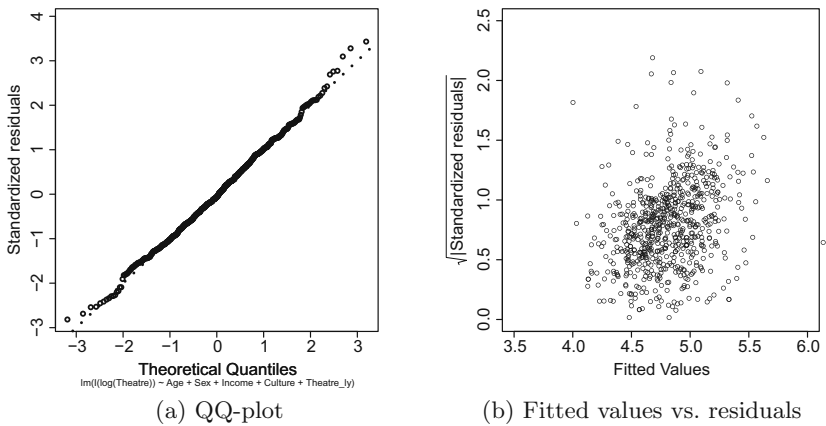 4
3
2
1
0
−1
−2
−3
Standardized residuals
−3 −2 −1 0 1 2 3
Theoretical Quantiles
lm(I(log(Theatre)) ~ Age + Sex + Income + Culture + Theatre_ly)
(a) QQ-plot
2.5
2.0
1.5
1.0
0.5
0.0
√|Standardized residuals|
3.5 4.0 4.5 5.0 5.5 6.0
Fitted Values
(b) Fitted values vs. residuals